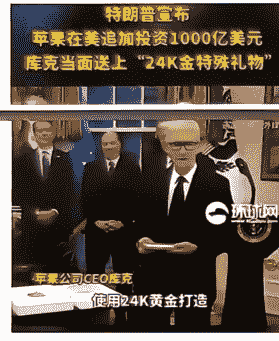 特朗普宣布
苹果在美追加投资1000亿美元
库克当面送上“24K金特殊礼物”
环球网
苹果公司CEO库克
使用24K黄金打造